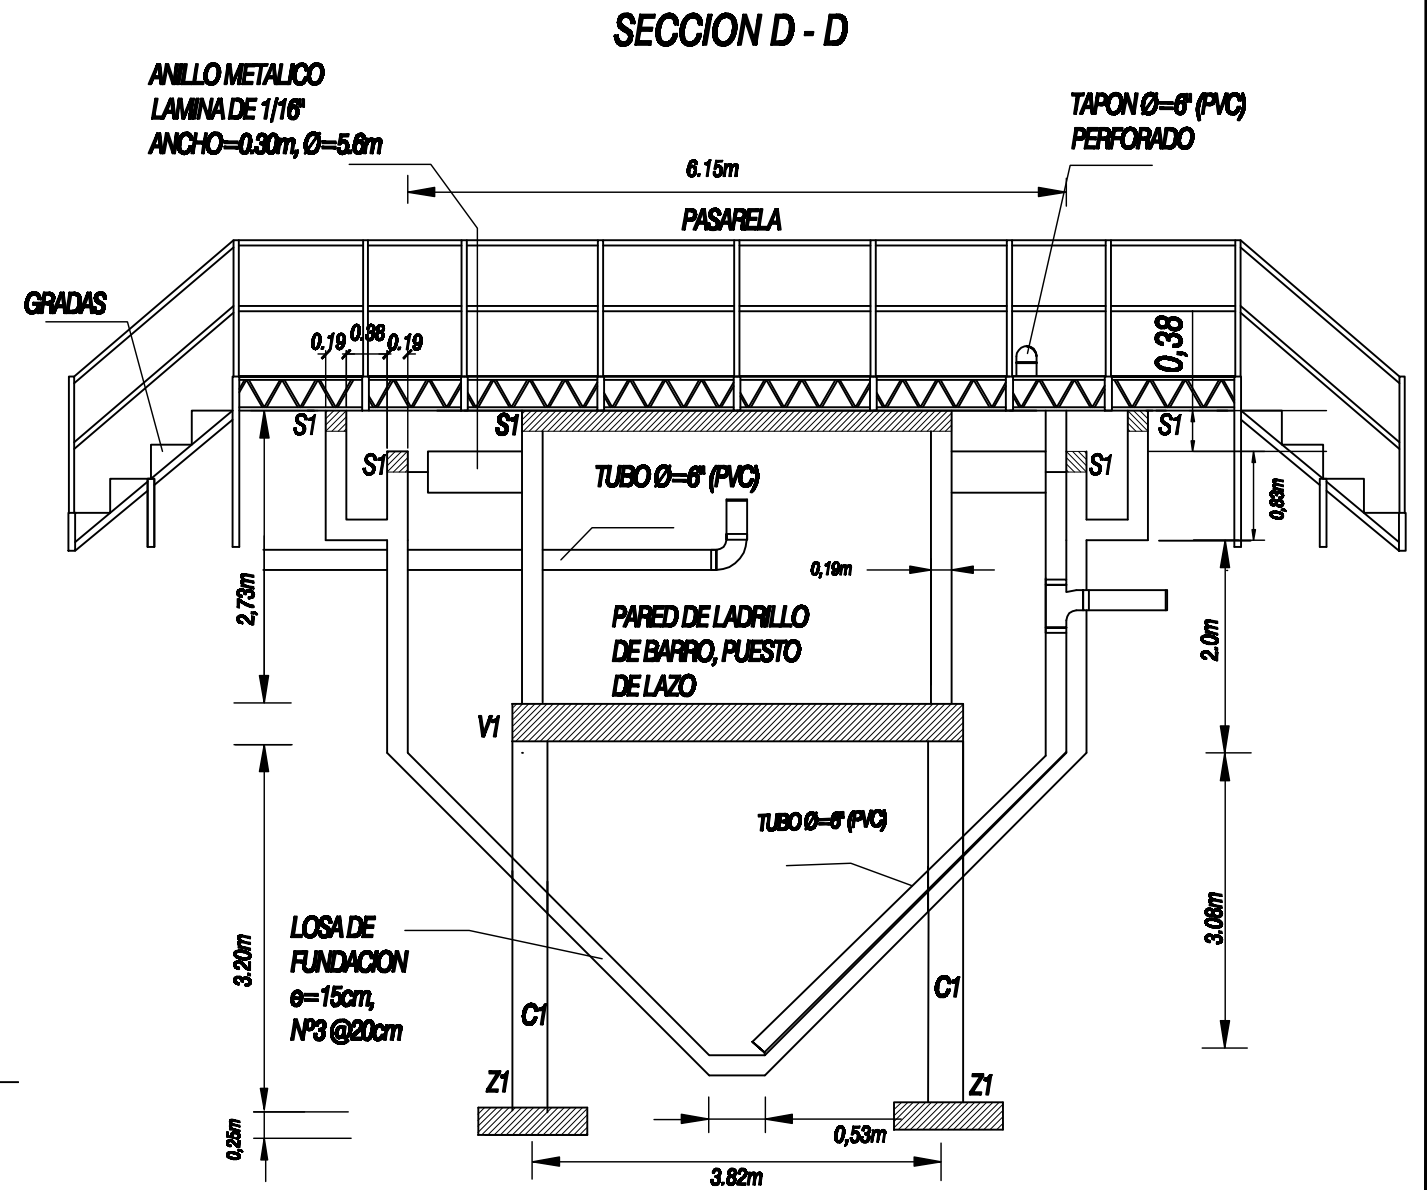 SECCION D - D
ANILLO METALICO
LAMINA DE 1/16"
ANCHO=0.30m, Ø=5.6m
TAPON Ø=6" (PVC)
PERFORADO
6.15m
PASARELA
GRADAS
0.19
0.38
0.19
0,38
S1
S1
S1
S1
S1
TUBO Ø=6" (PVC)
0,83m
0,19m
2,73m
PARED DE LADRILLO
DE BARRO, PUESTO
DE LAZO
2.0m
V1
TUBO Ø=6" (PVC)
3.08m
LOSA DE
FUNDACION
e=15cm,
Nº3 @20cm
3.20m
C1
C1
Z1
Z1
0,25m
0,53m
3.82m